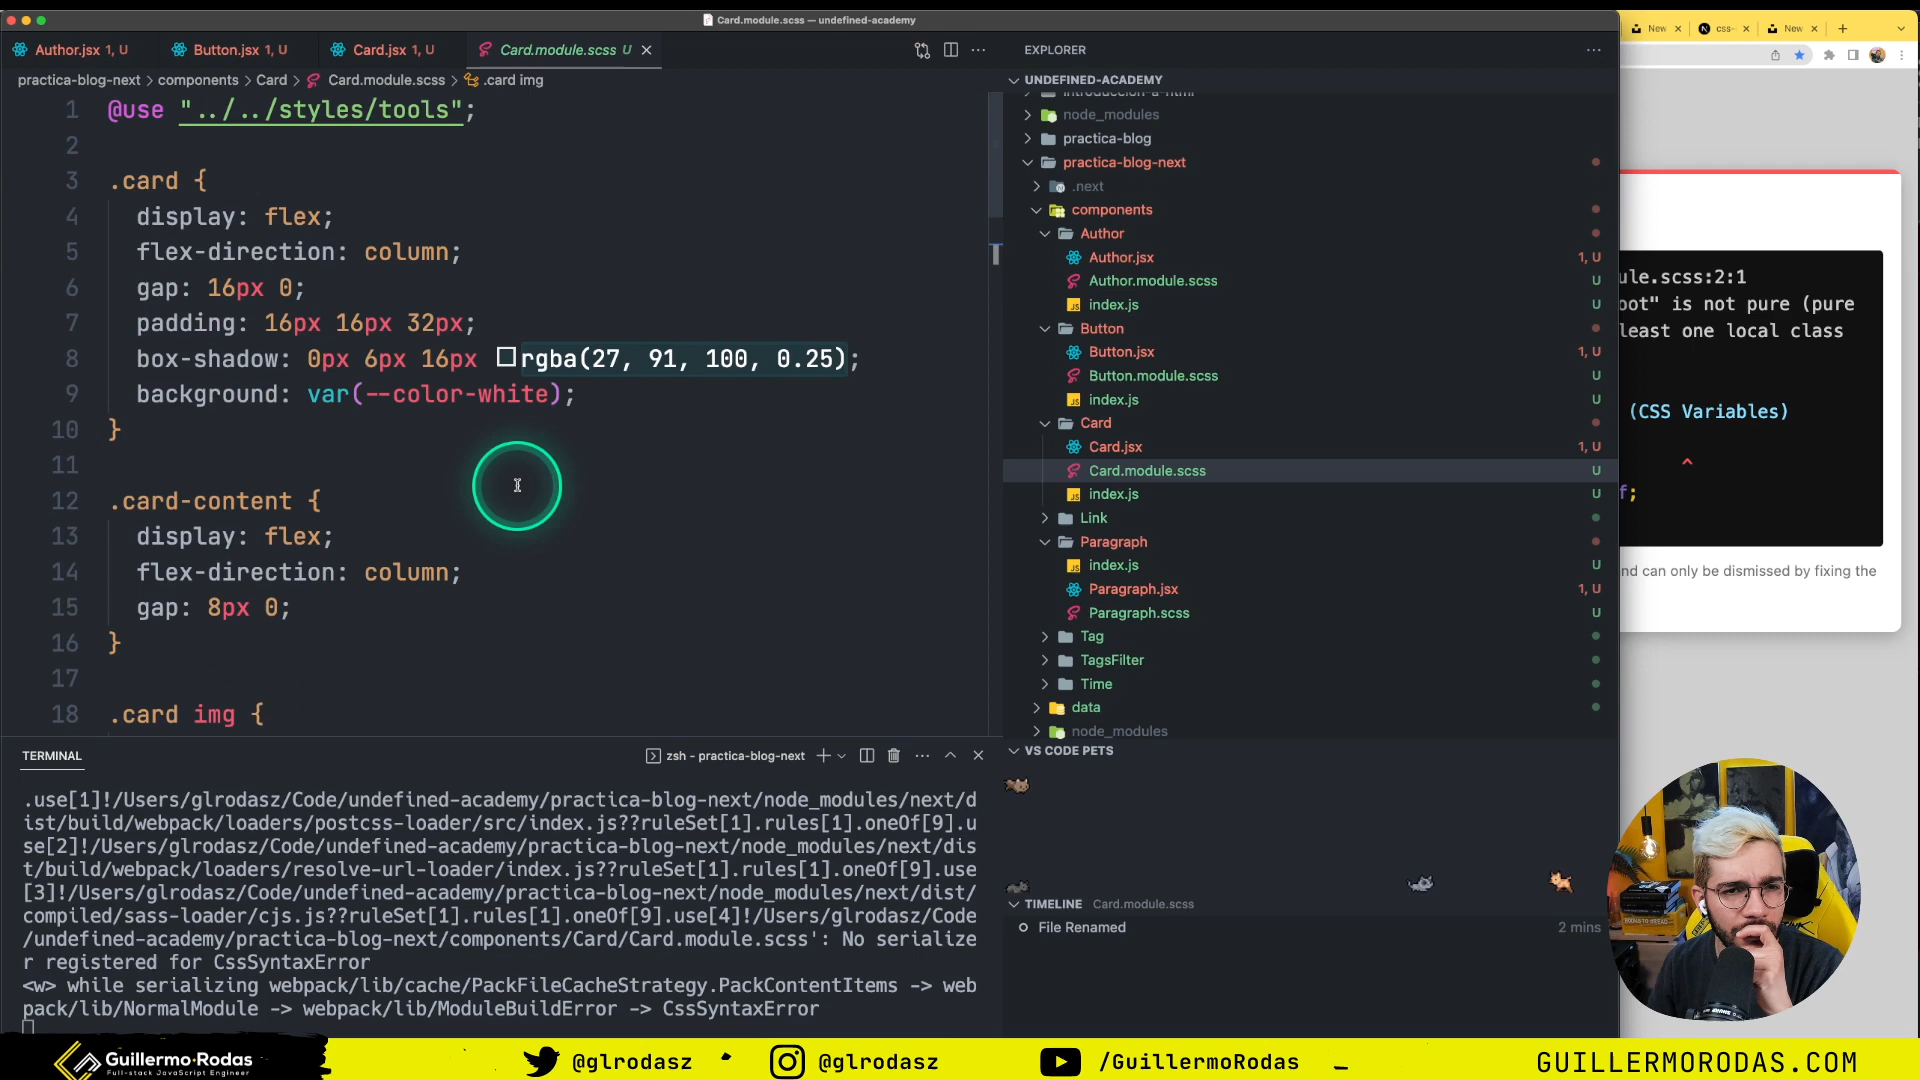 Card.module.scss — undefined-academy
Author.jsx 1, U
Button.jsx 1, U
Card.jsx 1, U
Card.module.scss U
practica-blog-next > components > Card > Card.module.scss > .card img
1 @use "../../styles/tools";
2
3 .card {
4 display: flex;
5 flex-direction: column;
6 gap: 16px 0;
7 padding: 16px 16px 32px;
8 box-shadow: 0px 6px 16px rgba(27, 91, 100, 0.25);
9 background: var(--color-white);
10 }
11
12 .card-content {
13 display: flex;
14 flex-direction: column;
15 gap: 8px 0;
16 }
17
18 .card img {
TERMINAL
zsh - practica-blog-next
.use[1]!/Users/glrodasz/Code/undefined-academy/practica-blog-next/node_modules/next/d
ist/build/webpack/loaders/postcss-loader/src/index.js??ruleSet[1].rules[1].oneOf[9].u
se[2]!/Users/glrodasz/Code/undefined-academy/practica-blog-next/node_modules/next/dis
t/build/webpack/loaders/resolve-url-loader/index.js??ruleSet[1].rules[1].oneOf[9].use
[3]!/Users/glrodasz/Code/undefined-academy/practica-blog-next/node_modules/next/dist/
compiled/sass-loader/cjs.js??ruleSet[1].rules[1].oneOf[9].use[4]!/Users/glrodasz/Code
/undefined-academy/practica-blog-next/components/Card/Card.module.scss': No serialize
r registered for CssSyntaxError
<w> while serializing webpack/lib/cache/PackFileCacheStrategy.PackContentItems -> web
pack/lib/NormalModule -> webpack/lib/ModuleBuildError -> CssSyntaxError
EXPLORER
UNDEFINED-ACADEMY
introduccion-a-html
node_modules
practica-blog
practica-blog-next
.next
components
Author
Author.jsx 1, U
Author.module.scss U
index.js U
Button
Button.jsx 1, U
Button.module.scss U
index.js U
Card
Card.jsx 1, U
Card.module.scss U
index.js U
Link
Paragraph
index.js U
Paragraph.jsx 1, U
Paragraph.scss U
Tag
TagsFilter
Time
data
node_modules
VS CODE PETS
TIMELINE Card.module.scss
File Renamed 2 mins
New
css-
New
ule.scss:2:1
oot" is not pure (pure
least one local class
(CSS Variables)
^
f;
nd can only be dismissed by fixing the
Guillermo Rodas
Full-stack JavaScript Engineer
@glrodasz
@glrodasz
/GuillermoRodas
GUILLERMORODAS.COM